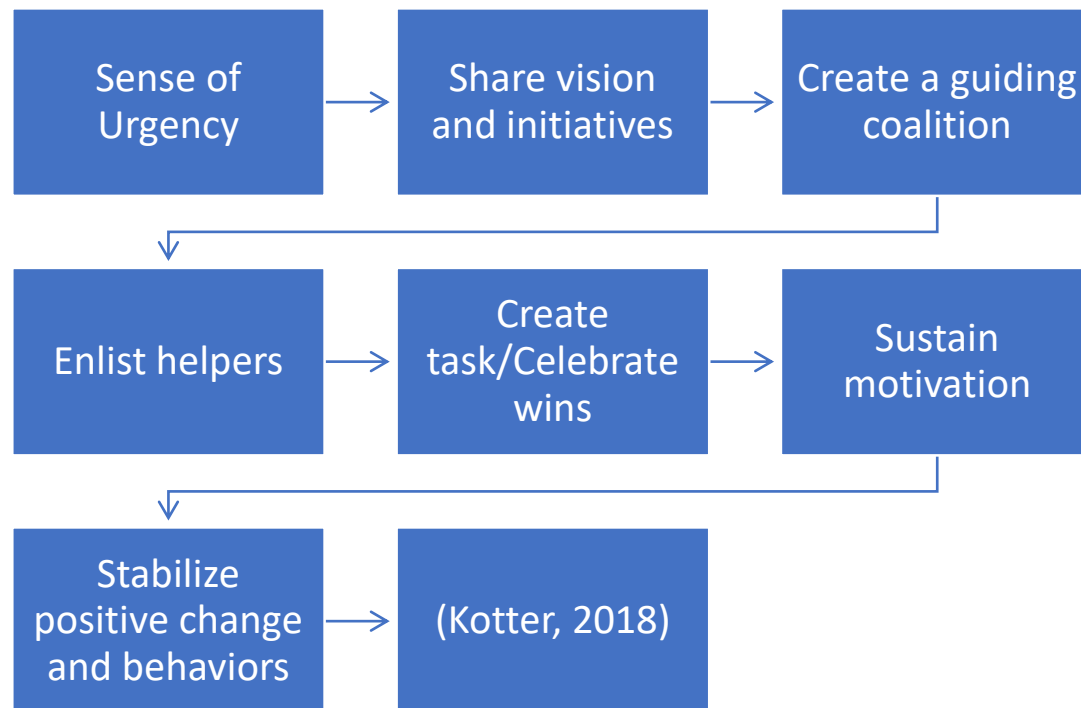 Sense of
Urgency
Share vision
and initiatives
Create a guiding
coalition
Enlist helpers
Create
task/Celebrate
wins
Sustain
motivation
Stabilize
positive change
and behaviors
(Kotter, 2018)